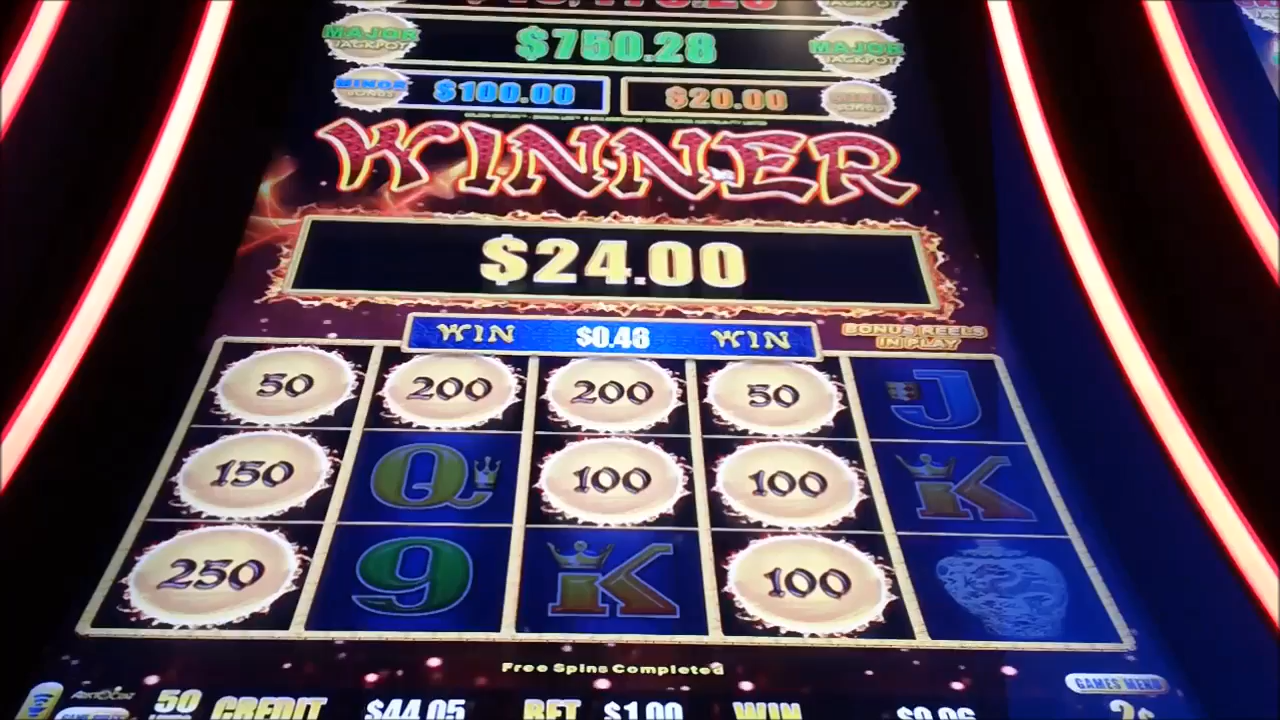 MAJOR JACKPOT $750.28 MAJOR JACKPOT
MINOR BONUS $100.00 $20.00 BONUS
WINNER
$24.00
WIN $0.48 WIN
BONUS REELS
IN PLAY
50 200 200 50 J
150 Q 100 100 K
250 9 K 100
Free Spins Completed
GAMES MENU
50 CREDIT $44.05 BET $1.00 WIN